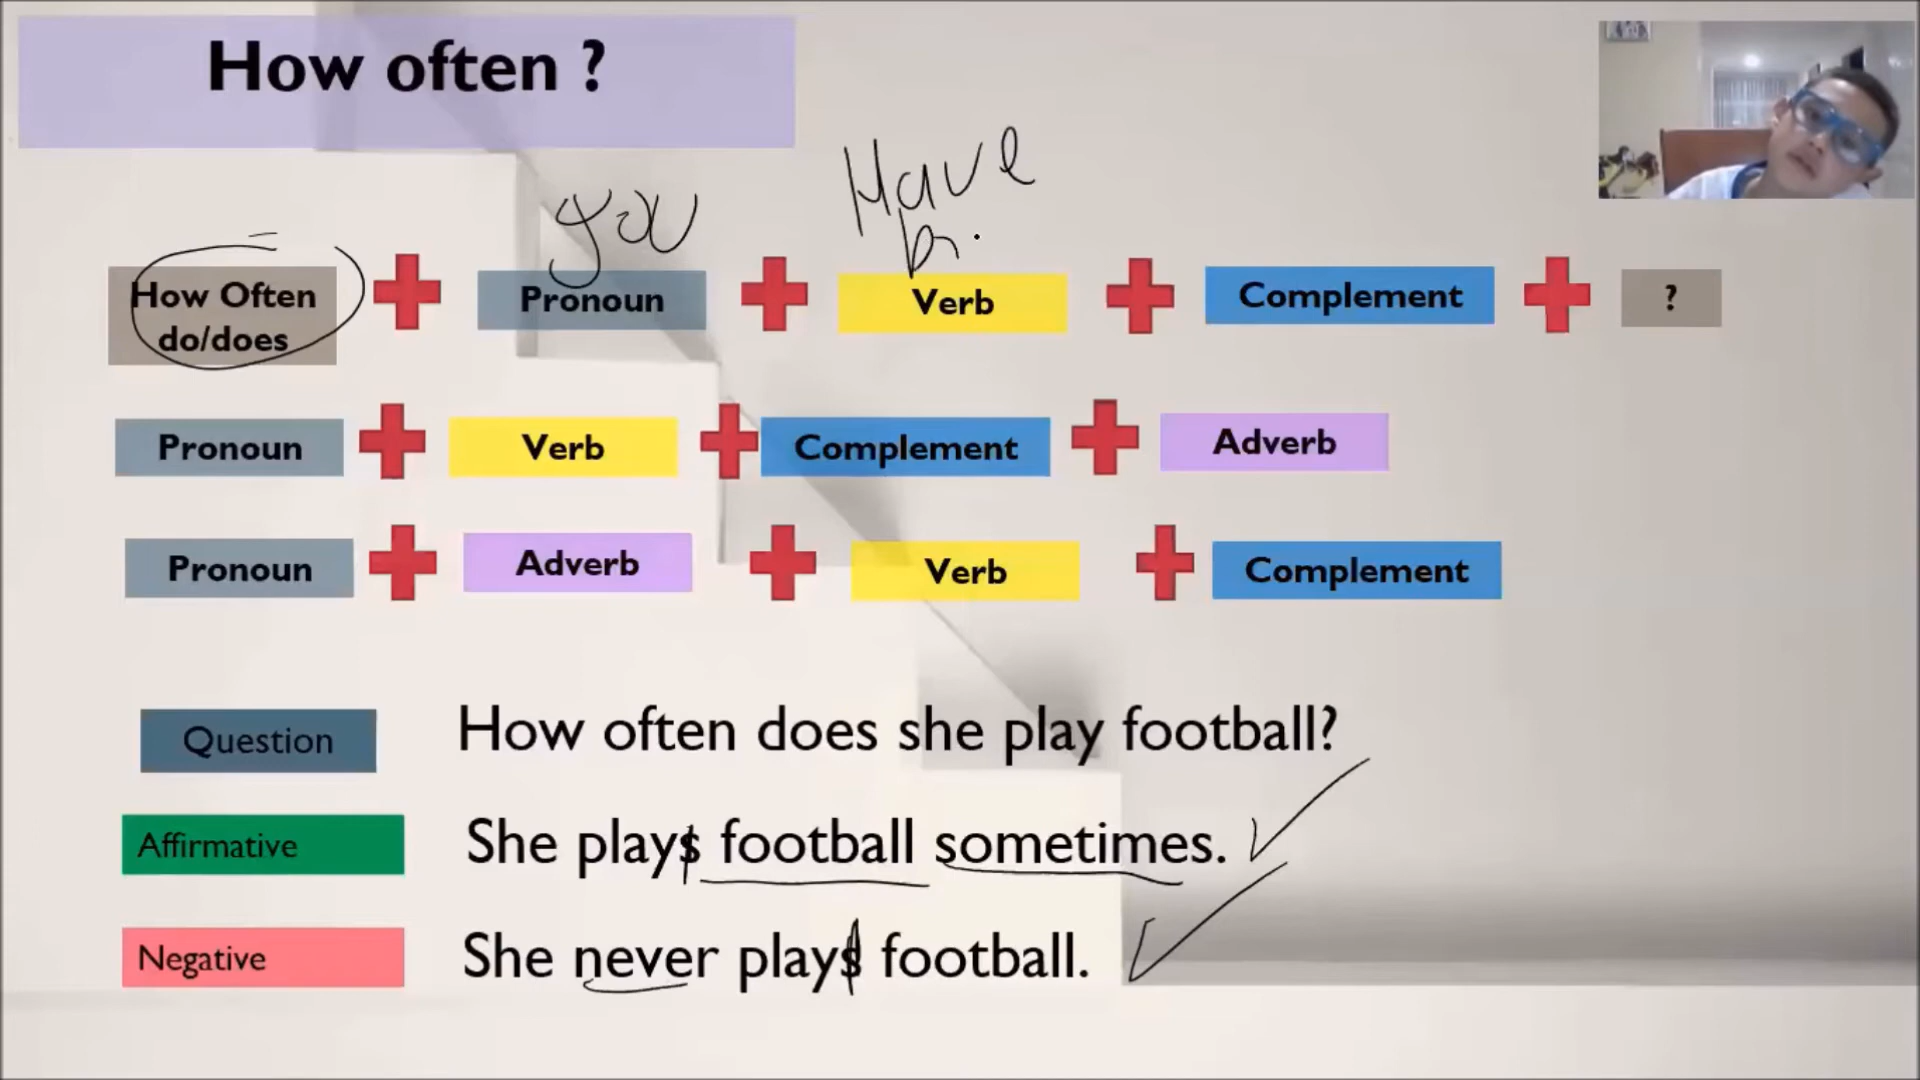 How often ?
you Have
How Often do/does + Pronoun + Verb + Complement + ?
Pronoun + Verb + Complement + Adverb
Pronoun + Adverb + Verb + Complement
Question How often does she play football?
Affirmative She plays football sometimes.
Negative She never plays football.